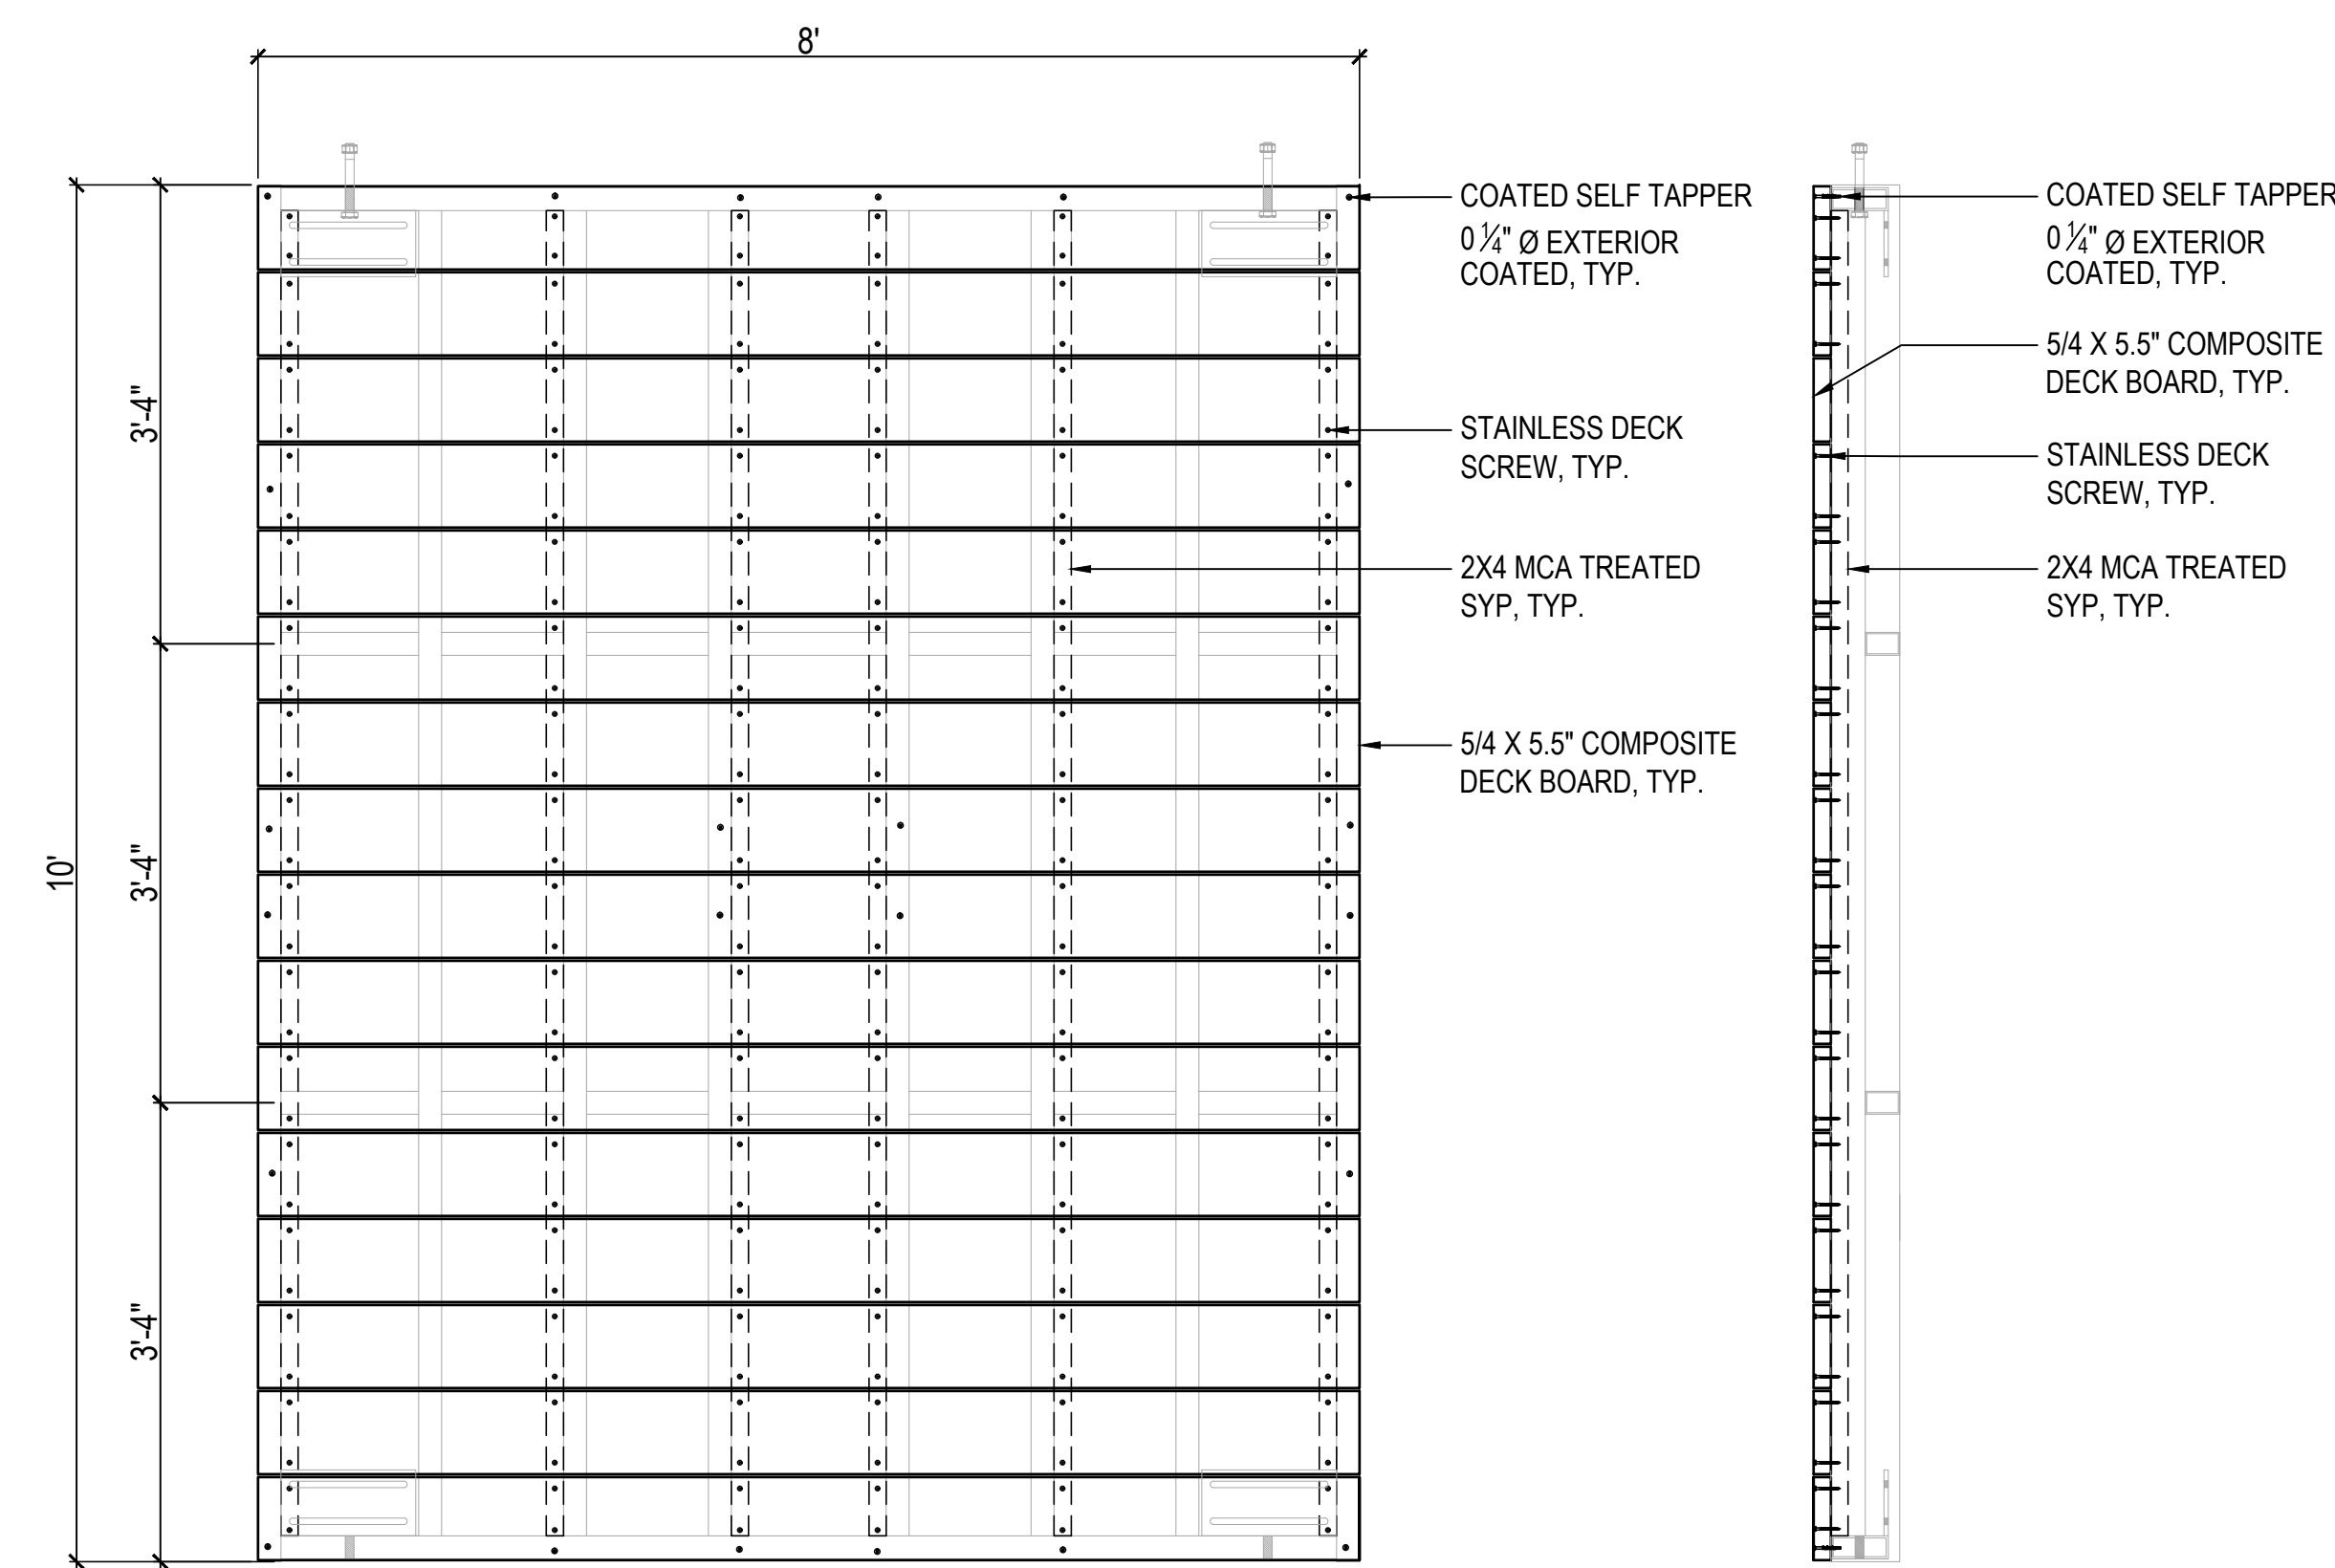 8'
COATED SELF TAPPER
0 ¼" Ø EXTERIOR
COATED, TYP.
STAINLESS DECK
SCREW, TYP.
2X4 MCA TREATED
SYP, TYP.
5/4 X 5.5" COMPOSITE
DECK BOARD, TYP.
3'-4"
3'-4"
3'-4"
10'
COATED SELF TAPPER
0 ¼" Ø EXTERIOR
COATED, TYP.
5/4 X 5.5" COMPOSITE
DECK BOARD, TYP.
STAINLESS DECK
SCREW, TYP.
2X4 MCA TREATED
SYP, TYP.